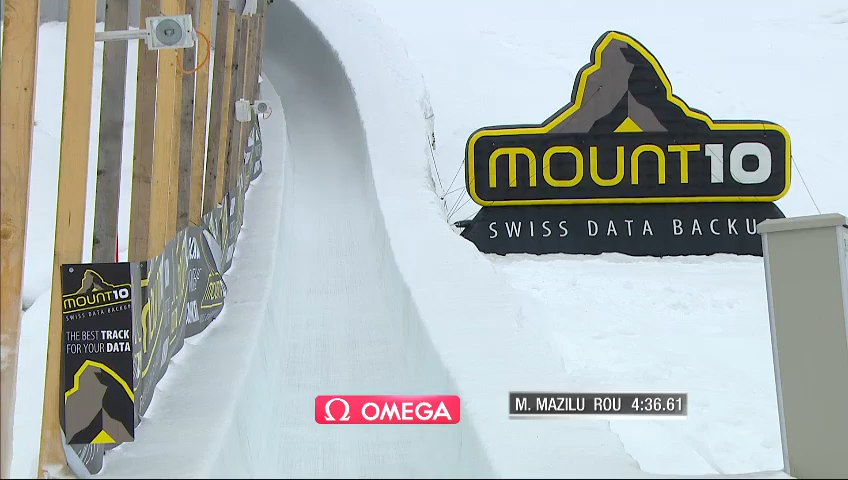 MOUNT10
SWISS DATA BACKU
MOUNT10
SWISS DATA BACKUP
THE BEST TRACK
FOR YOUR DATA
Ω OMEGA
M. MAZILU ROU 4:36.61